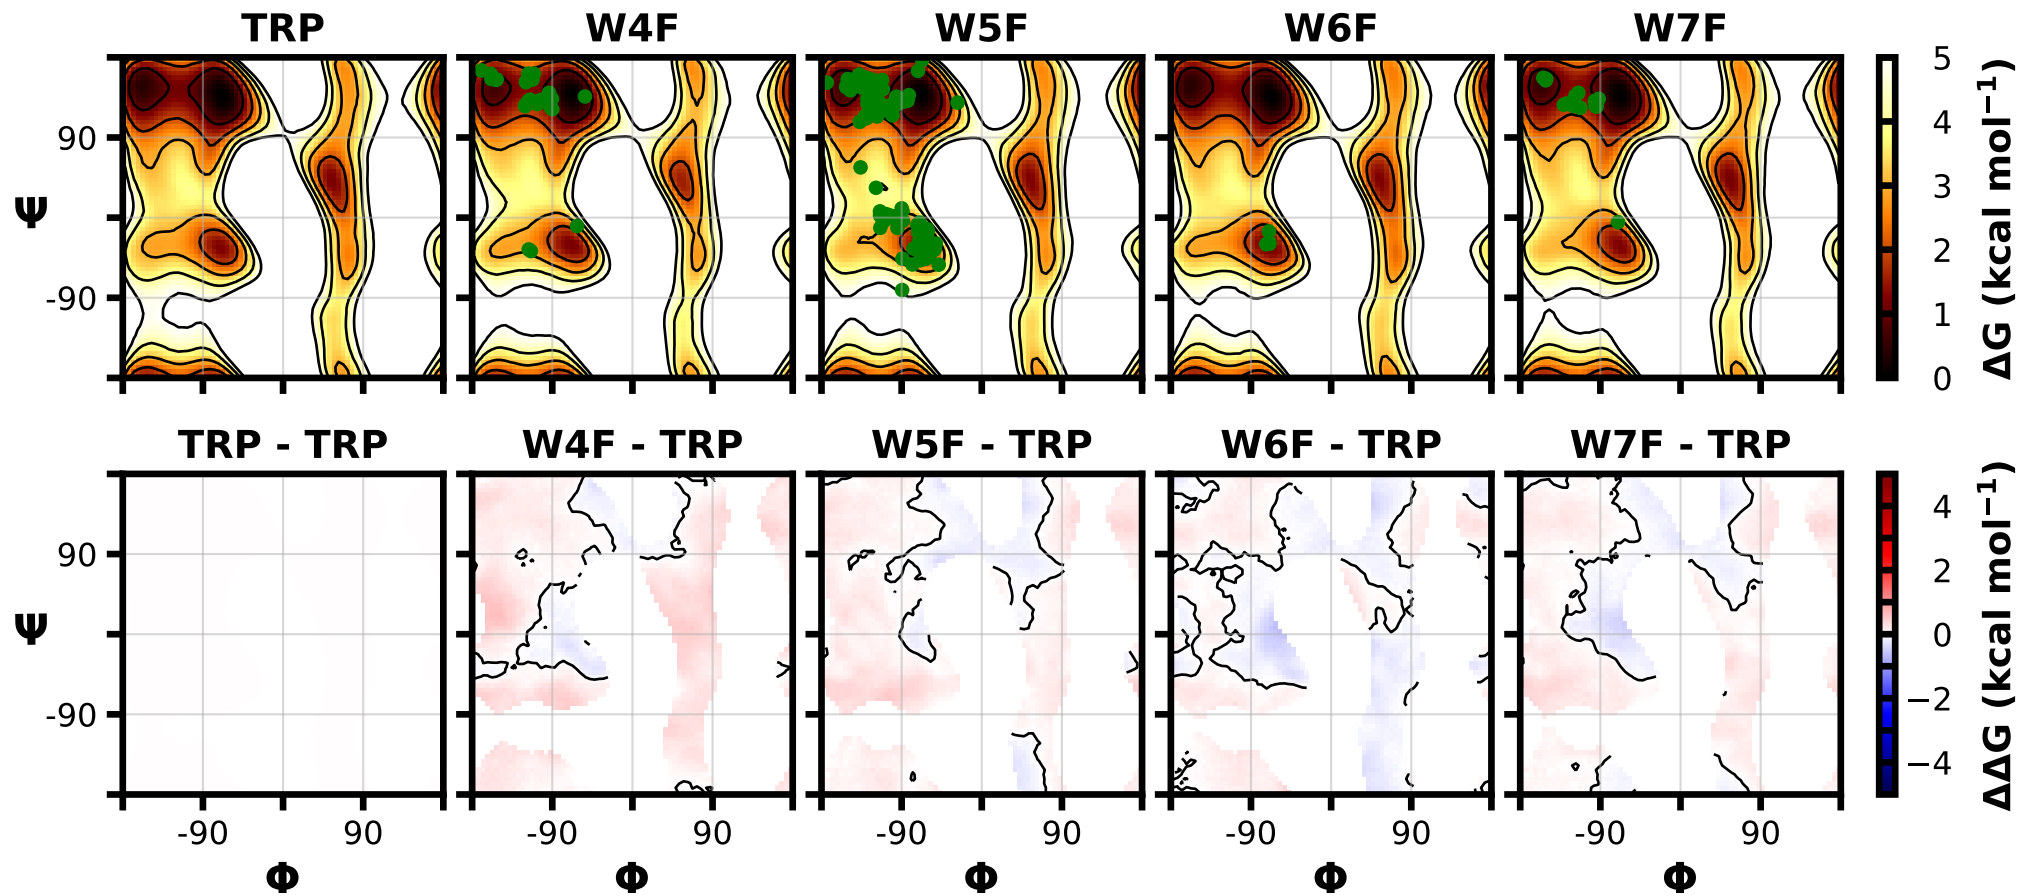 TRP W4F W5F W6F W7F
5
4
3
2
1
0
ΔG (kcal mol⁻¹)
90
-90
Ψ
TRP - TRP W4F - TRP W5F - TRP W6F - TRP W7F - TRP
4
2
0
−2
−4
ΔΔG (kcal mol⁻¹)
90
-90
Ψ
-90 90 -90 90 -90 90 -90 90 -90 90
Φ Φ Φ Φ Φ